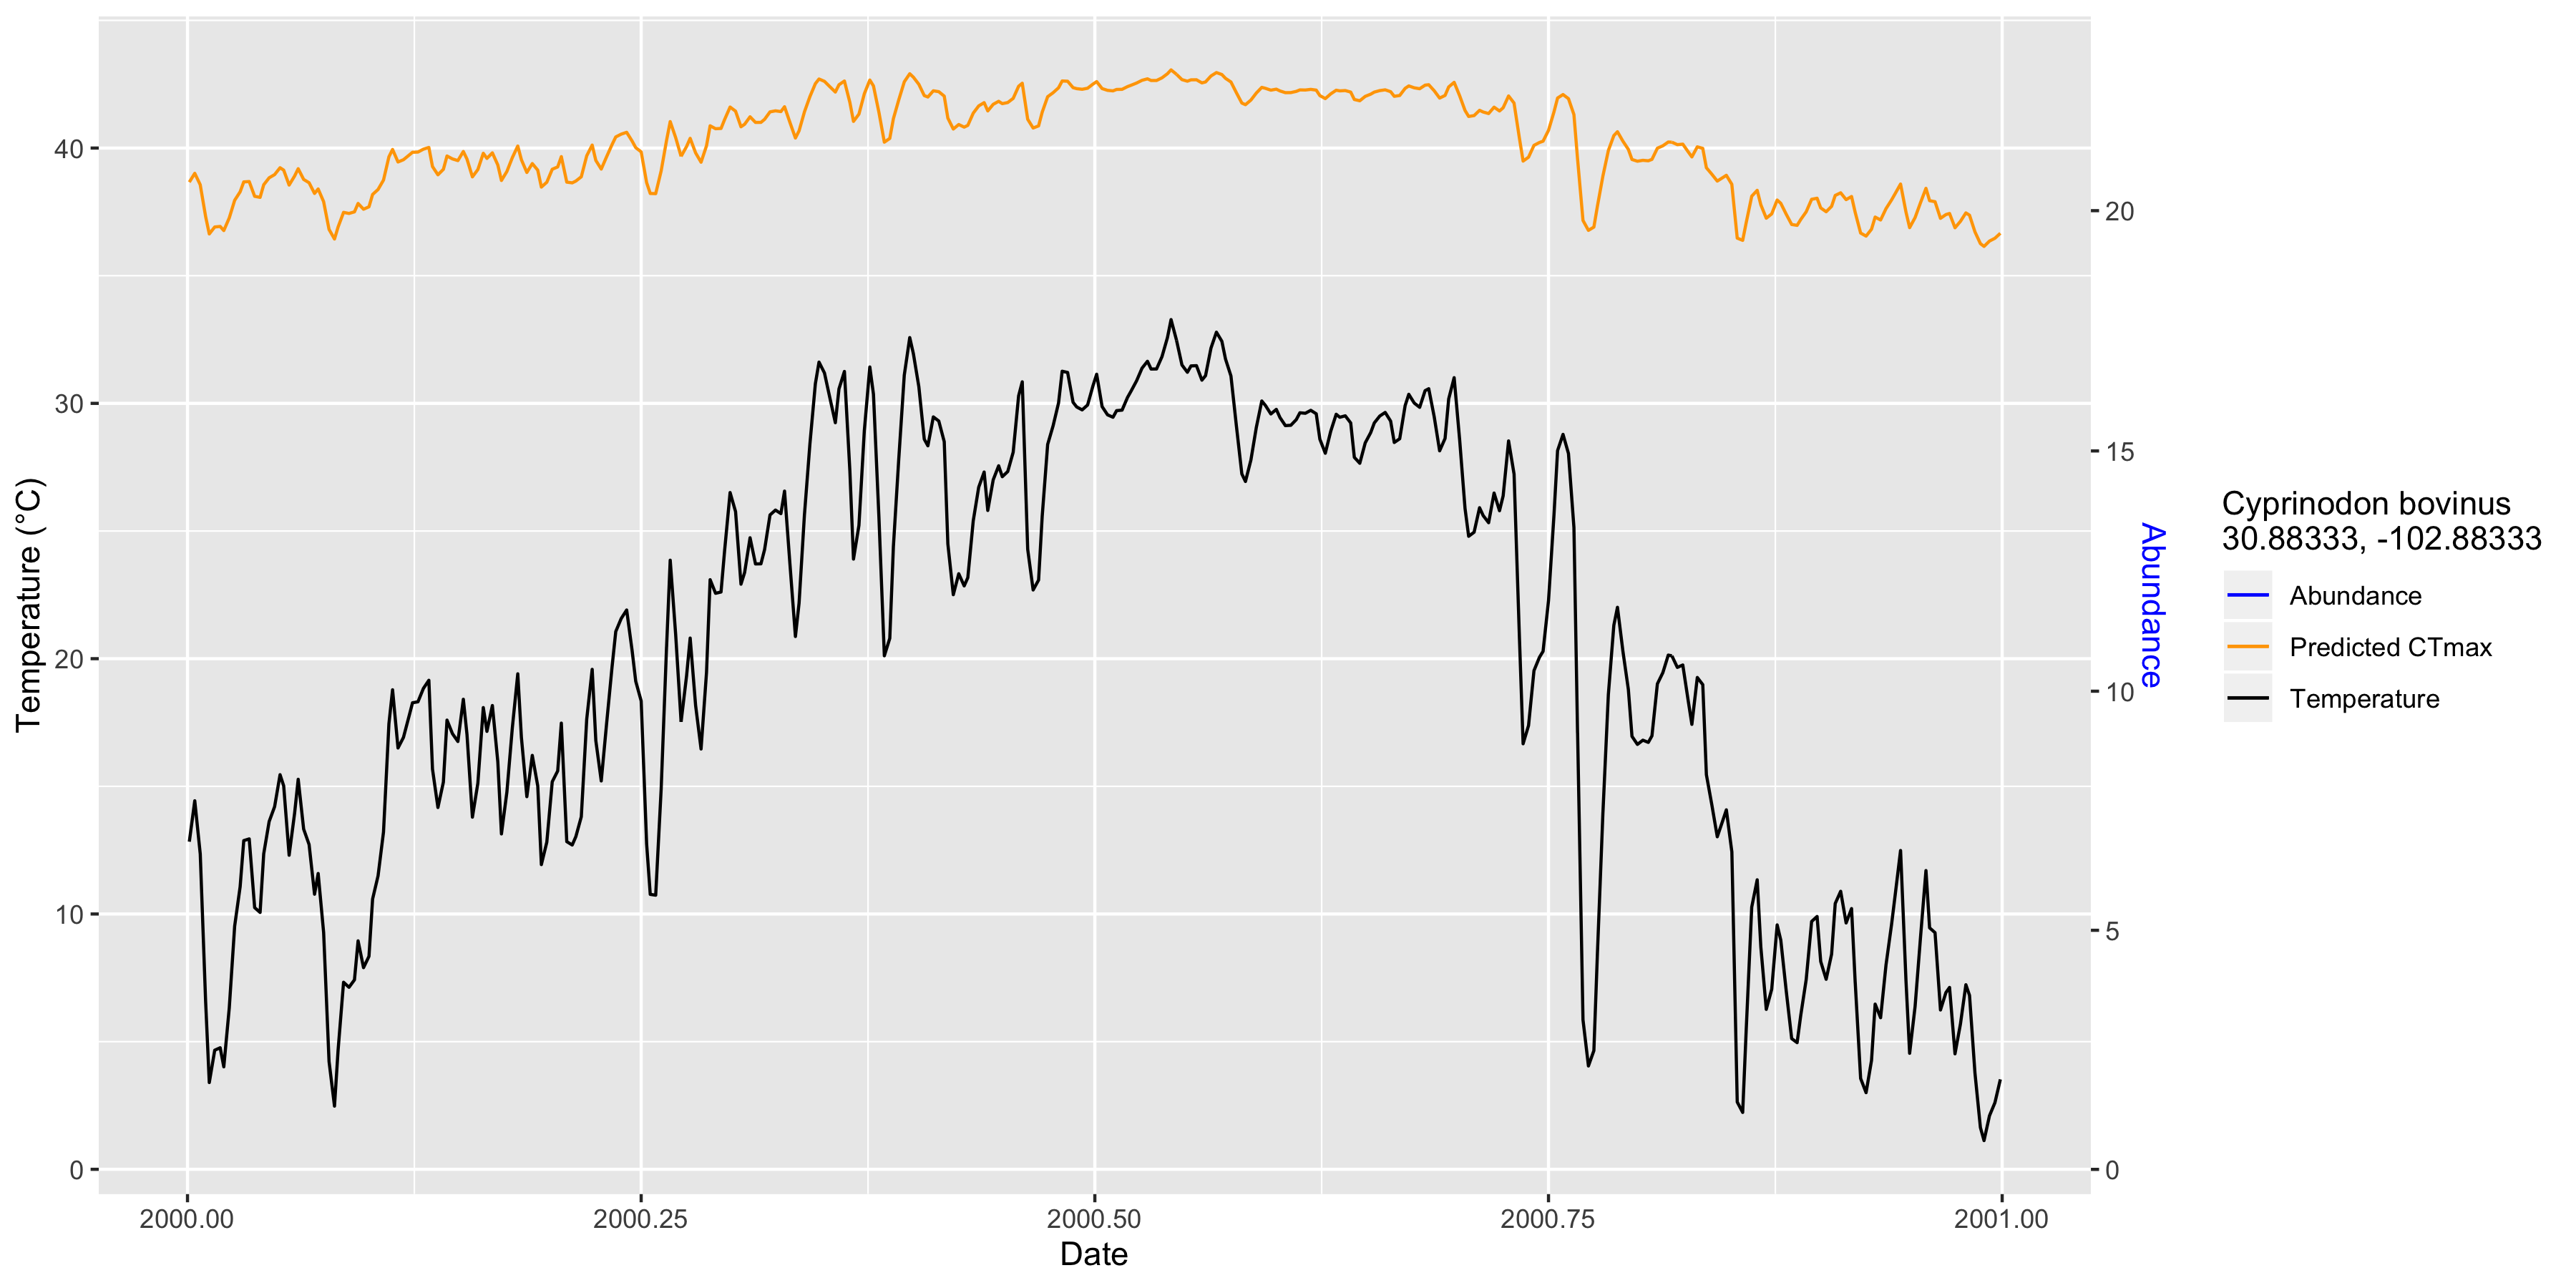 40
30
20
10
0
Temperature (°C)
2000.00
2000.25
2000.50
2000.75
2001.00
Date
20
15
10
5
0
Abundance
Cyprinodon bovinus
30.88333, -102.88333
Abundance
Predicted CTmax
Temperature